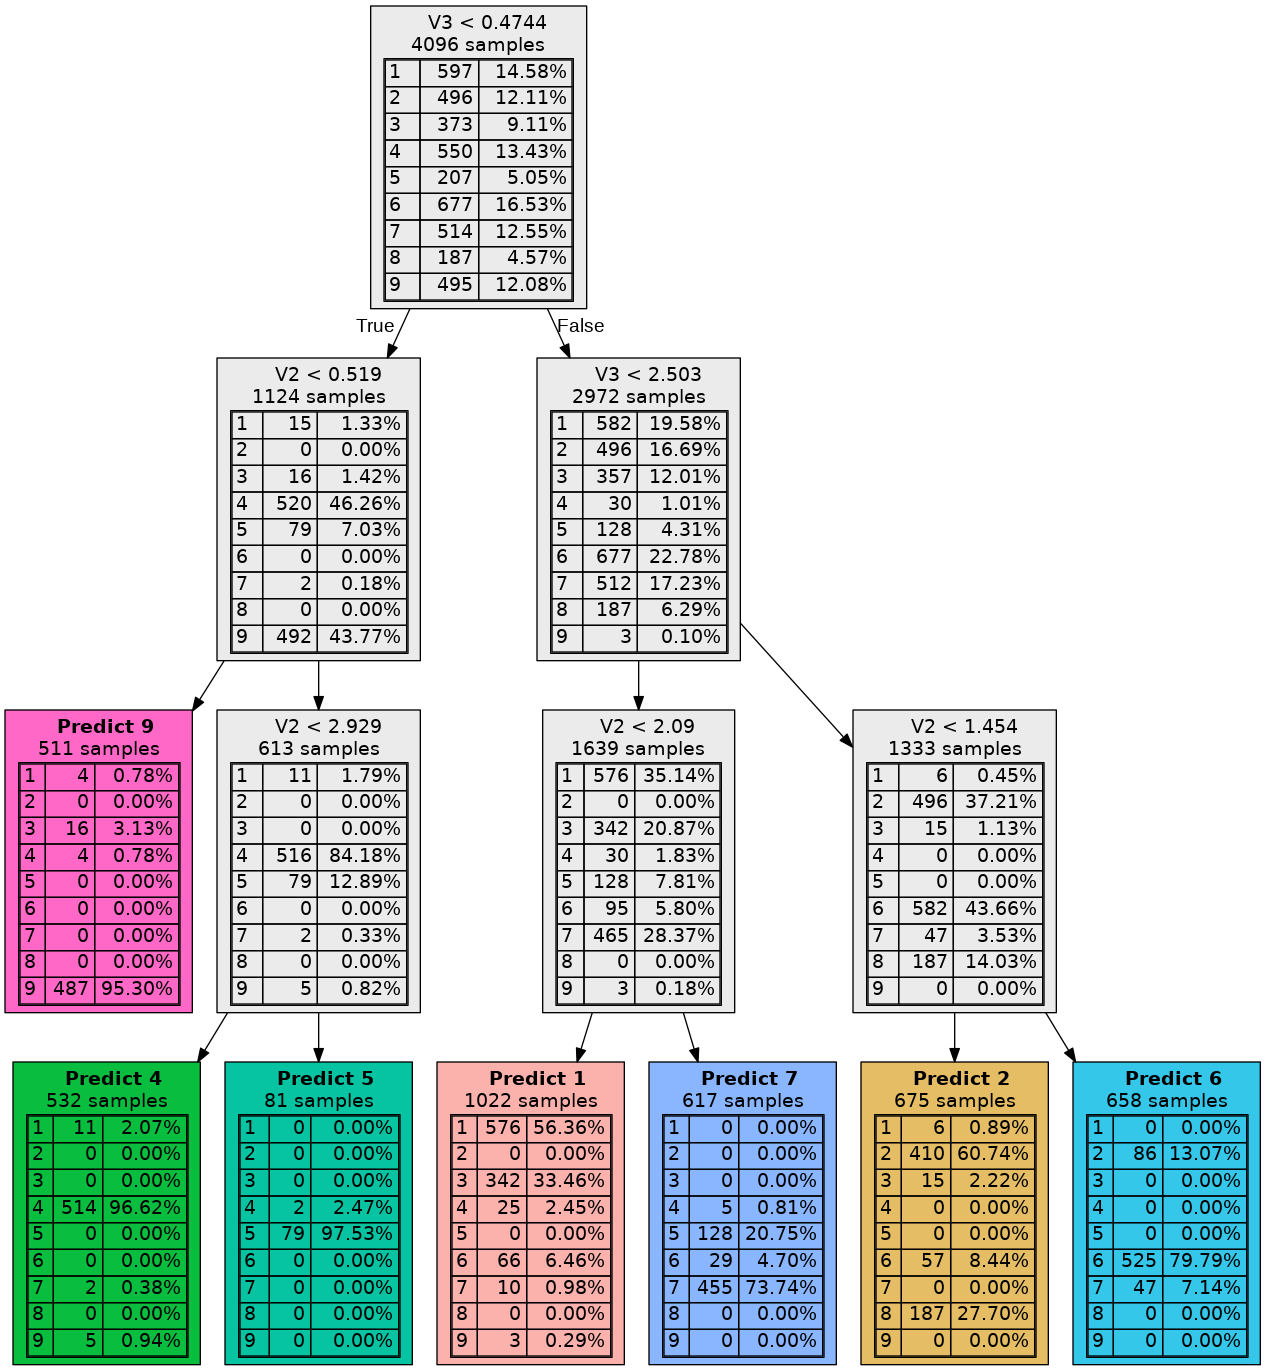 V3 < 0.4744
4096 samples
1 597 14.58%
2 496 12.11%
3 373 9.11%
4 550 13.43%
5 207 5.05%
6 677 16.53%
7 514 12.55%
8 187 4.57%
9 495 12.08%
True
False
V2 < 0.519
1124 samples
1 15 1.33%
2 0 0.00%
3 16 1.42%
4 520 46.26%
5 79 7.03%
6 0 0.00%
7 2 0.18%
8 0 0.00%
9 492 43.77%
V3 < 2.503
2972 samples
1 582 19.58%
2 496 16.69%
3 357 12.01%
4 30 1.01%
5 128 4.31%
6 677 22.78%
7 512 17.23%
8 187 6.29%
9 3 0.10%
Predict 9
511 samples
1 4 0.78%
2 0 0.00%
3 16 3.13%
4 4 0.78%
5 0 0.00%
6 0 0.00%
7 0 0.00%
8 0 0.00%
9 487 95.30%
V2 < 2.929
613 samples
1 11 1.79%
2 0 0.00%
3 0 0.00%
4 516 84.18%
5 79 12.89%
6 0 0.00%
7 2 0.33%
8 0 0.00%
9 5 0.82%
V2 < 2.09
1639 samples
1 576 35.14%
2 0 0.00%
3 342 20.87%
4 30 1.83%
5 128 7.81%
6 95 5.80%
7 465 28.37%
8 0 0.00%
9 3 0.18%
V2 < 1.454
1333 samples
1 6 0.45%
2 496 37.21%
3 15 1.13%
4 0 0.00%
5 0 0.00%
6 582 43.66%
7 47 3.53%
8 187 14.03%
9 0 0.00%
Predict 4
532 samples
1 11 2.07%
2 0 0.00%
3 0 0.00%
4 514 96.62%
5 0 0.00%
6 0 0.00%
7 2 0.38%
8 0 0.00%
9 5 0.94%
Predict 5
81 samples
1 0 0.00%
2 0 0.00%
3 0 0.00%
4 2 2.47%
5 79 97.53%
6 0 0.00%
7 0 0.00%
8 0 0.00%
9 0 0.00%
Predict 1
1022 samples
1 576 56.36%
2 0 0.00%
3 342 33.46%
4 25 2.45%
5 0 0.00%
6 66 6.46%
7 10 0.98%
8 0 0.00%
9 3 0.29%
Predict 7
617 samples
1 0 0.00%
2 0 0.00%
3 0 0.00%
4 5 0.81%
5 128 20.75%
6 29 4.70%
7 455 73.74%
8 0 0.00%
9 0 0.00%
Predict 2
675 samples
1 6 0.89%
2 410 60.74%
3 15 2.22%
4 0 0.00%
5 0 0.00%
6 57 8.44%
7 0 0.00%
8 187 27.70%
9 0 0.00%
Predict 6
658 samples
1 0 0.00%
2 86 13.07%
3 0 0.00%
4 0 0.00%
5 0 0.00%
6 525 79.79%
7 47 7.14%
8 0 0.00%
9 0 0.00%